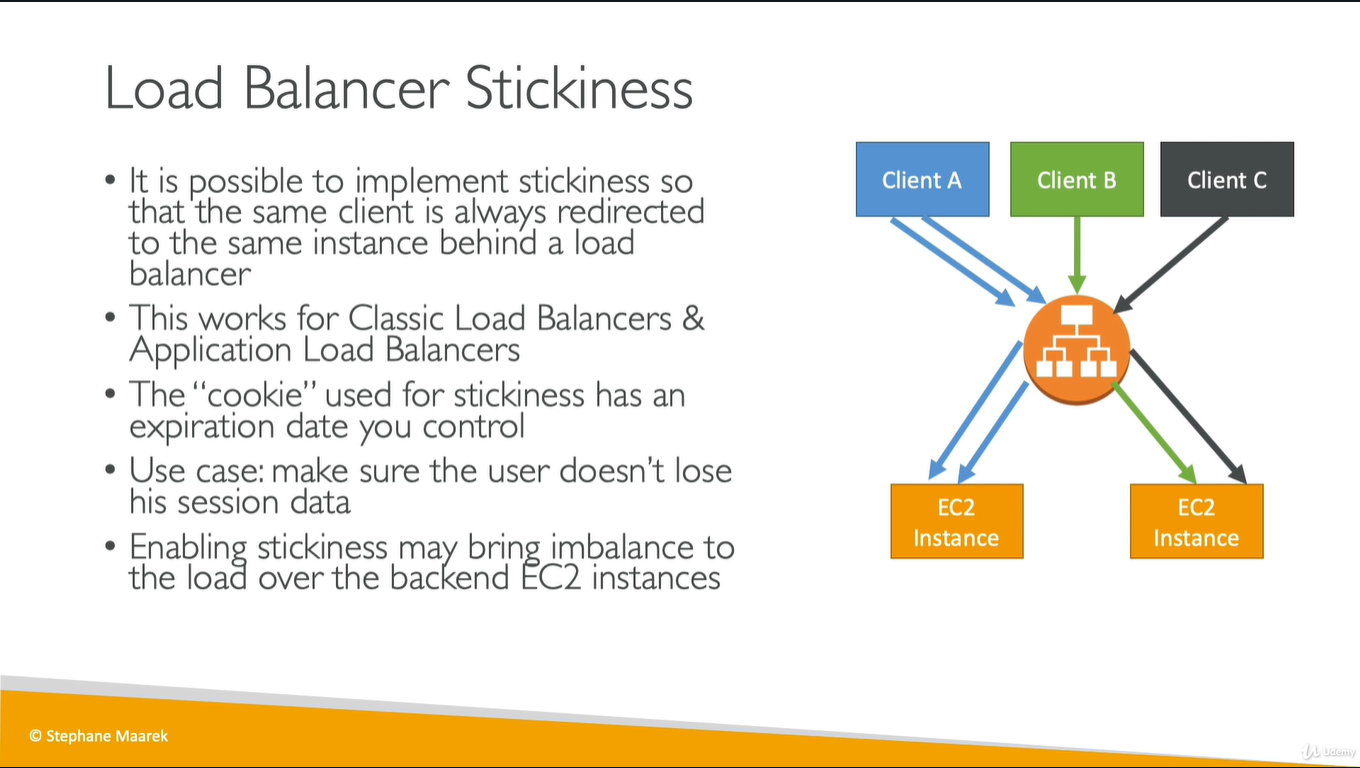 Load Balancer Stickiness
• It is possible to implement stickiness so
that the same client is always redirected
to the same instance behind a load
balancer
• This works for Classic Load Balancers &
Application Load Balancers
• The “cookie” used for stickiness has an
expiration date you control
• Use case: make sure the user doesn’t lose
his session data
• Enabling stickiness may bring imbalance to
the load over the backend EC2 instances
Client A
Client B
Client C
EC2
Instance
EC2
Instance
© Stephane Maarek
Udemy